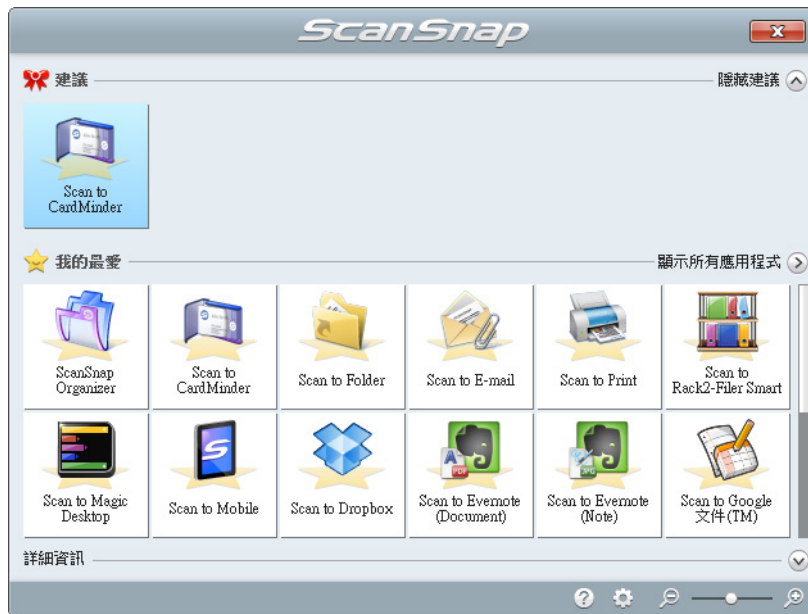 ScanSnap
建議
隱藏建議
Scan to
CardMinder
我的最愛
顯示所有應用程式
ScanSnap
Organizer
Scan to
CardMinder
Scan to Folder
Scan to E-mail
Scan to Print
Scan to
Rack2-Filer Smart
Scan to Magic
Desktop
Scan to Mobile
Scan to Dropbox
Scan to Evernote
(Document)
Scan to Evernote
(Note)
Scan to Google
文件(TM)
詳細資訊